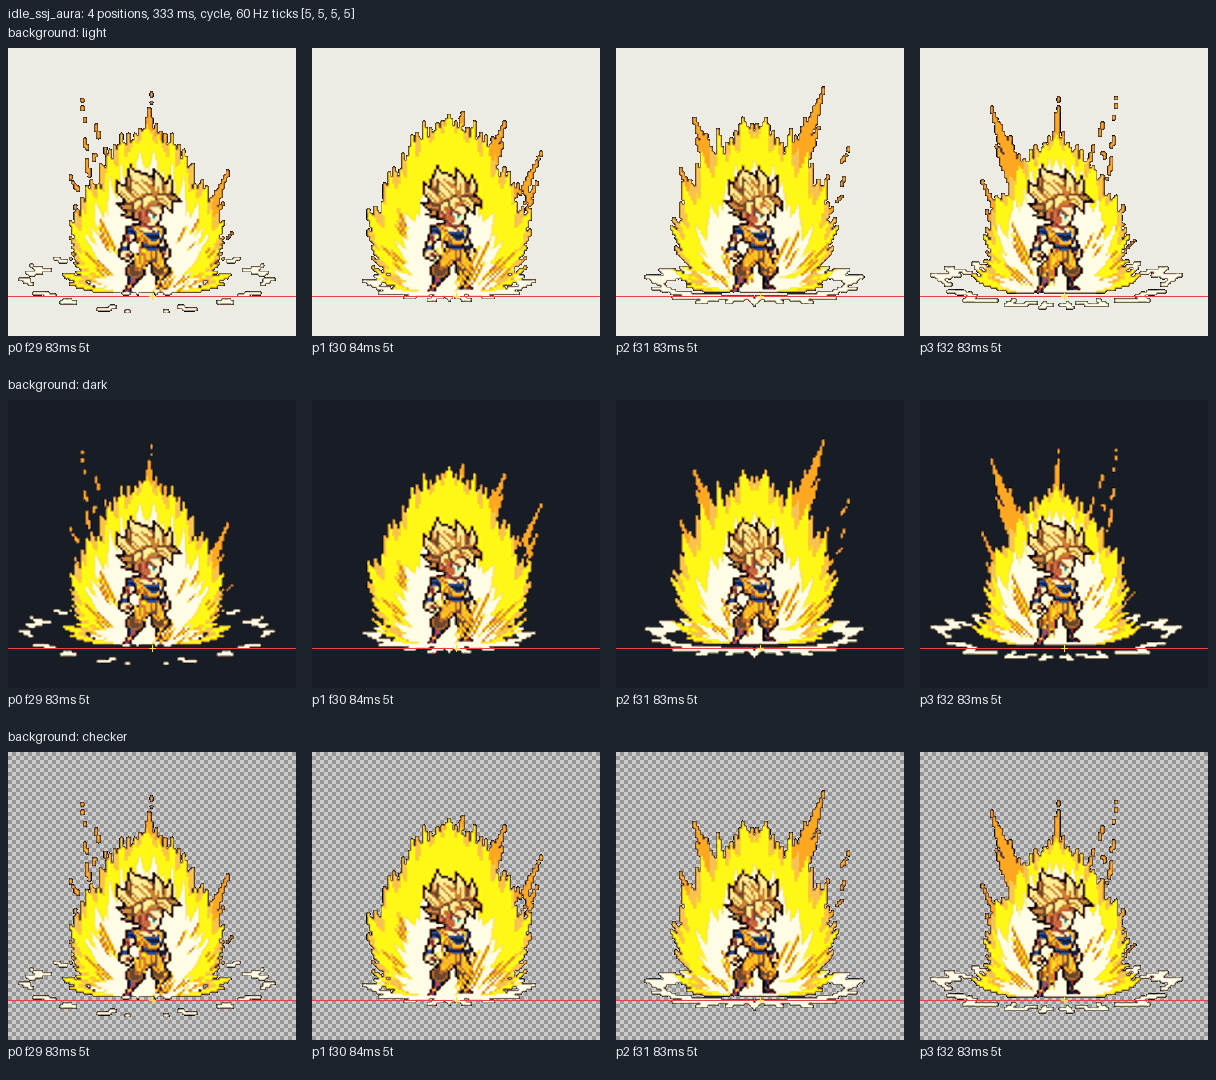 idle_ssj_aura: 4 positions, 333 ms, cycle, 60 Hz ticks [5, 5, 5, 5]
background: light
p0 f29 83ms 5t
p1 f30 84ms 5t
p2 f31 83ms 5t
p3 f32 83ms 5t
background: dark
p0 f29 83ms 5t
p1 f30 84ms 5t
p2 f31 83ms 5t
p3 f32 83ms 5t
background: checker
p0 f29 83ms 5t
p1 f30 84ms 5t
p2 f31 83ms 5t
p3 f32 83ms 5t